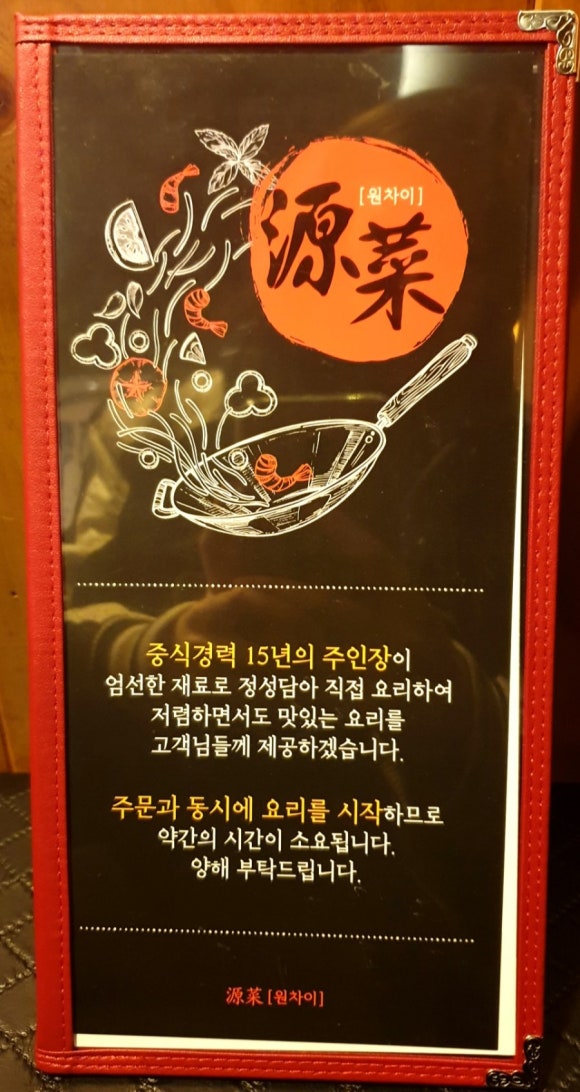 源菜
[원차이]
중식경력 15년의 주인장이
엄선한 재료로 정성담아 직접 요리하여
저렴하면서도 맛있는 요리를
고객님들께 제공하겠습니다.
주문과 동시에 요리를 시작하므로
약간의 시간이 소요됩니다.
양해 부탁드립니다.
源菜 [원차이]